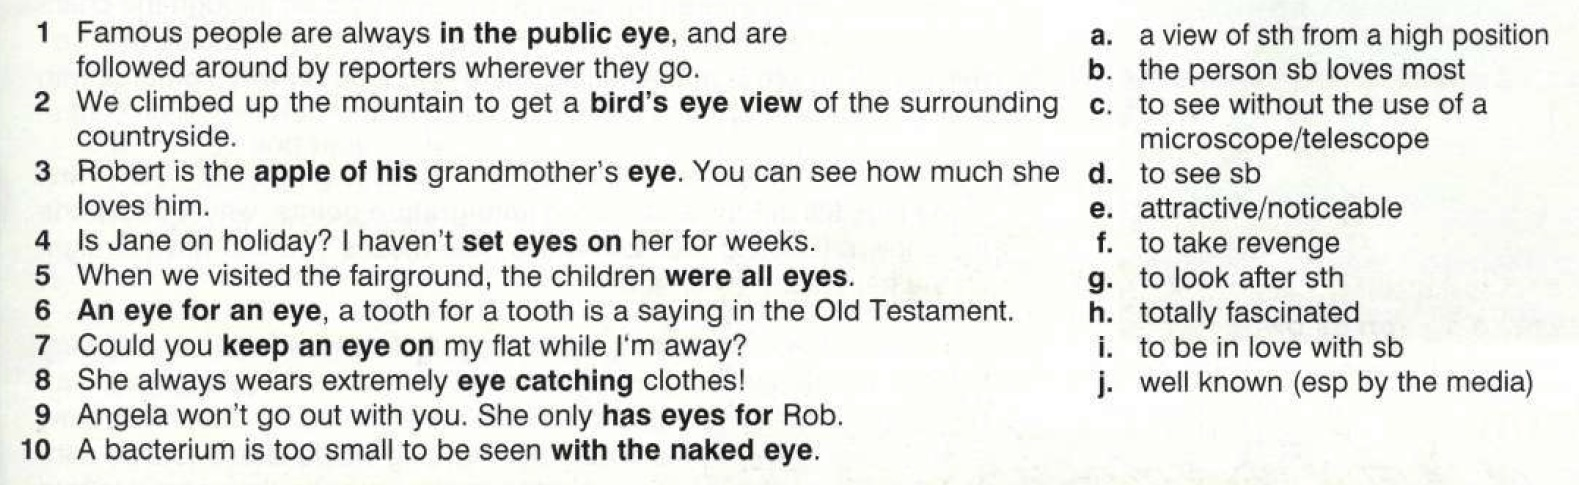 1 Famous people are always in the public eye, and are
followed around by reporters wherever they go.
2 We climbed up the mountain to get a bird's eye view of the surrounding
countryside.
3 Robert is the apple of his grandmother's eye. You can see how much she
loves him.
4 Is Jane on holiday? I haven't set eyes on her for weeks.
5 When we visited the fairground, the children were all eyes.
6 An eye for an eye, a tooth for a tooth is a saying in the Old Testament.
7 Could you keep an eye on my flat while I'm away?
8 She always wears extremely eye catching clothes!
9 Angela won't go out with you. She only has eyes for Rob.
10 A bacterium is too small to be seen with the naked eye.
a. a view of sth from a high position
b. the person sb loves most
c. to see without the use of a
microscope/telescope
d. to see sb
e. attractive/noticeable
f. to take revenge
g. to look after sth
h. totally fascinated
i. to be in love with sb
j. well known (esp by the media)